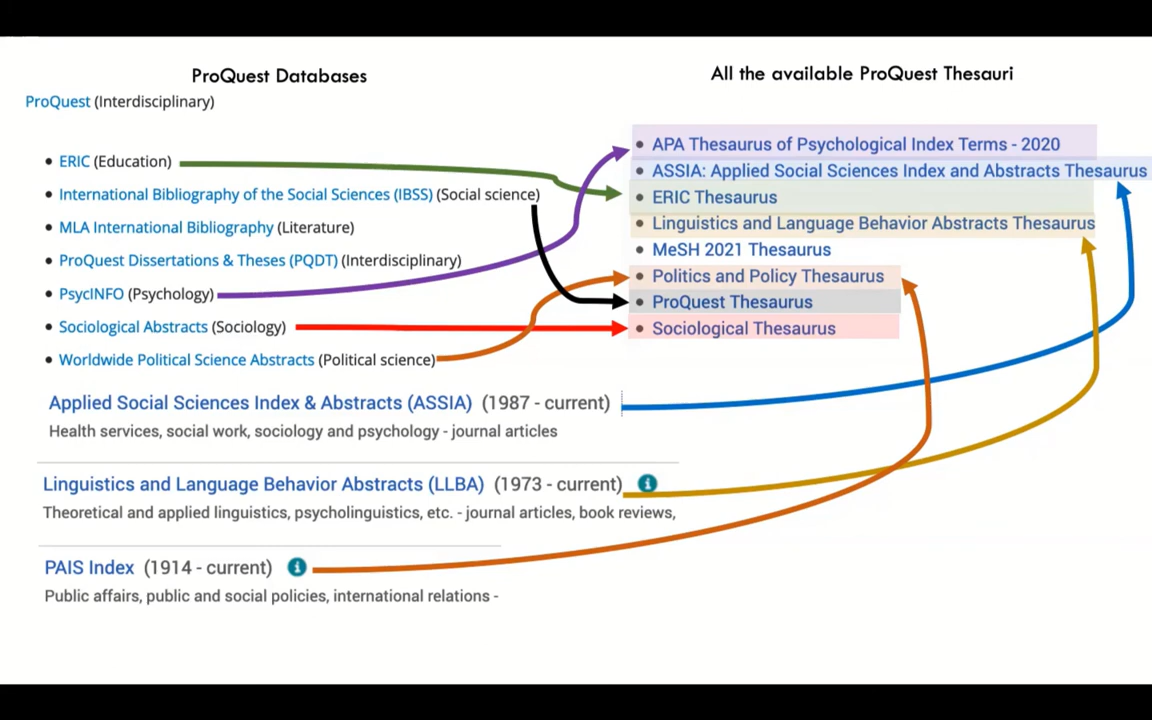 ProQuest Databases
ProQuest (Interdisciplinary)
• ERIC (Education)
• International Bibliography of the Social Sciences (IBSS) (Social science)
• MLA International Bibliography (Literature)
• ProQuest Dissertations & Theses (PQDT) (Interdisciplinary)
• PsycINFO (Psychology)
• Sociological Abstracts (Sociology)
• Worldwide Political Science Abstracts (Political science)
Applied Social Sciences Index & Abstracts (ASSIA) (1987 - current)
Health services, social work, sociology and psychology - journal articles
Linguistics and Language Behavior Abstracts (LLBA) (1973 - current) i
Theoretical and applied linguistics, psycholinguistics, etc. - journal articles, book reviews,
PAIS Index (1914 - current) i
Public affairs, public and social policies, international relations -
All the available ProQuest Thesauri
• APA Thesaurus of Psychological Index Terms - 2020
• ASSIA: Applied Social Sciences Index and Abstracts Thesaurus
• ERIC Thesaurus
• Linguistics and Language Behavior Abstracts Thesaurus
• MeSH 2021 Thesaurus
• Politics and Policy Thesaurus
• ProQuest Thesaurus
• Sociological Thesaurus